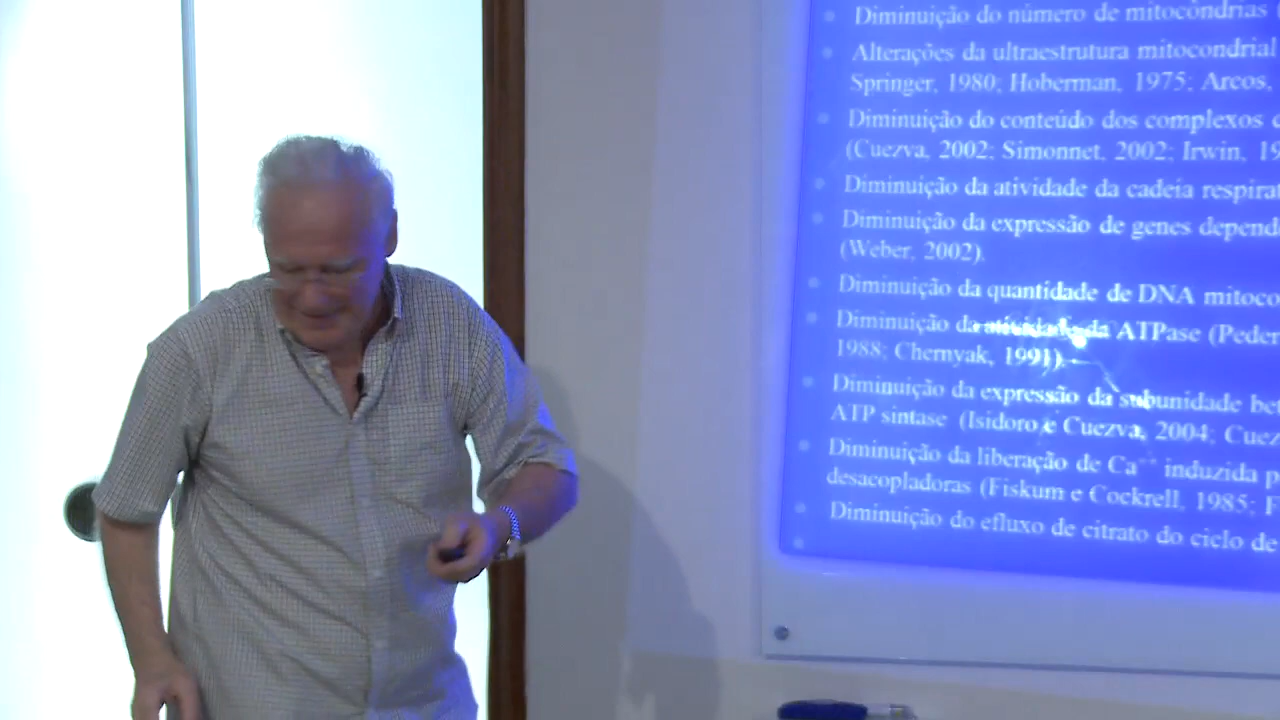 Diminuição do número de mitocôndrias (
Alterações da ultraestrutura mitocondrial
Springer, 1980; Hoberman, 1975; Arcos,
Diminuição do conteúdo dos complexos d
(Cuezva, 2002; Simonnet, 2002; Irwin, 19
Diminuição da atividade da cadeia respirat
Diminuição da expressão de genes depende
(Weber, 2002).
Diminuição da quantidade de DNA mitoco
Diminuição da atividade da ATPase (Peder
1988; Chernyak, 1991).
Diminuição da expressão da subunidade bet
ATP sintase (Isidoro e Cuezva, 2004; Cuez
Diminuição da liberação de Ca++ induzida p
desacopladoras (Fiskum e Cockrell, 1985; F
Diminuição do efluxo de citrato do ciclo de